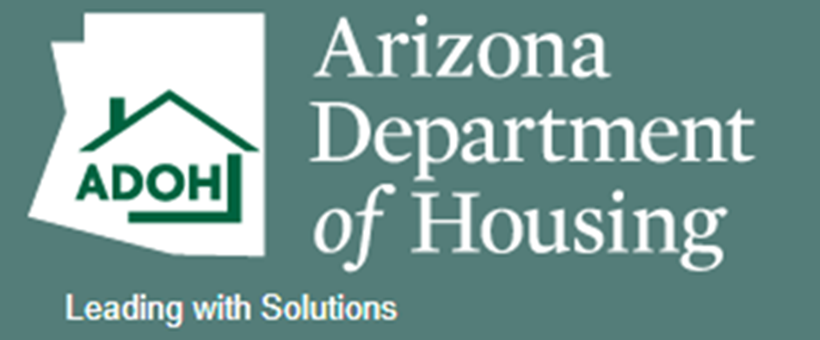 ADOH
Arizona
Department
of Housing
Leading with Solutions